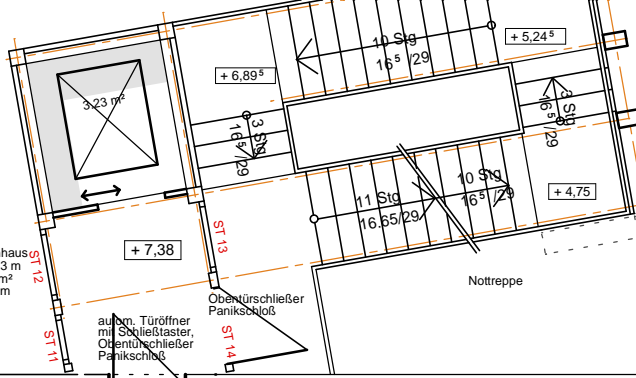 10 Stg
16⁵ /29
+ 5,24⁵
+ 6,89⁵
3,23 m²
3 Stg
16⁵ /29
3 Stg
16⁵ /29
10 Stg
16⁵ /29
+ 4,75
11 Stg
16.65/29
ST 13
+ 7,38
nhaus
3 m
m²
m
ST 12
Nottreppe
Obentürschließer
Panikschloß
autom. Türöffner
mit Schließtaster,
Obentürschließer
Panikschloß
ST 11
ST 14